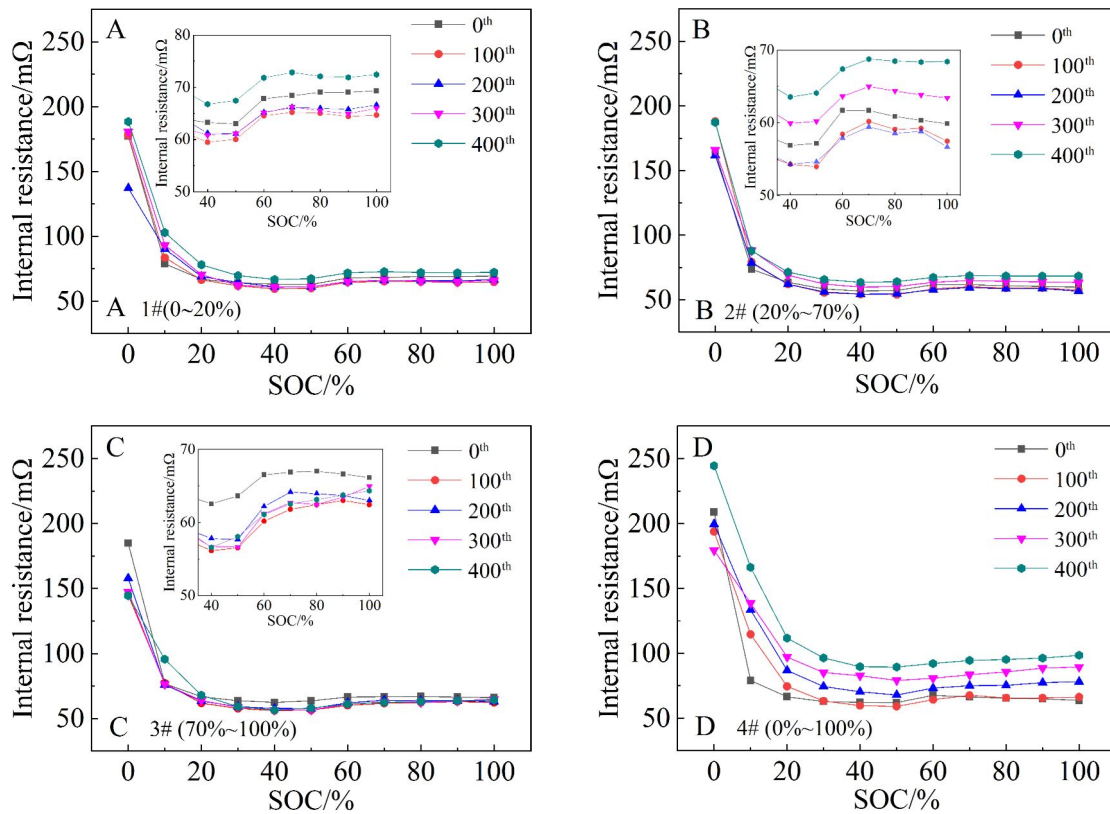 A
Internal resistance/mΩ
250
200
150
100
50
0 20 40 60 80 100
SOC/%
Internal resistance/mΩ
80
70
60
50
40 50 60 70 80 90 100
SOC/%
0th
100th
200th
300th
400th
A 1#(0~20%)
B
Internal resistance/mΩ
250
200
150
100
50
0 20 40 60 80 100
SOC/%
Internal resistance/mΩ
70
60
50
40 50 60 70 80 90 100
SOC/%
0th
100th
200th
300th
400th
B 2# (20%~70%)
C
Internal resistance/mΩ
250
200
150
100
50
0 20 40 60 80 100
SOC/%
Internal resistance/mΩ
70
60
50
40 60 80 100
SOC/%
0th
100th
200th
300th
400th
C 3# (70%~100%)
D
Internal resistance/mΩ
250
200
150
100
50
0 20 40 60 80 100
SOC/%
0th
100th
200th
300th
400th
D 4# (0%~100%)